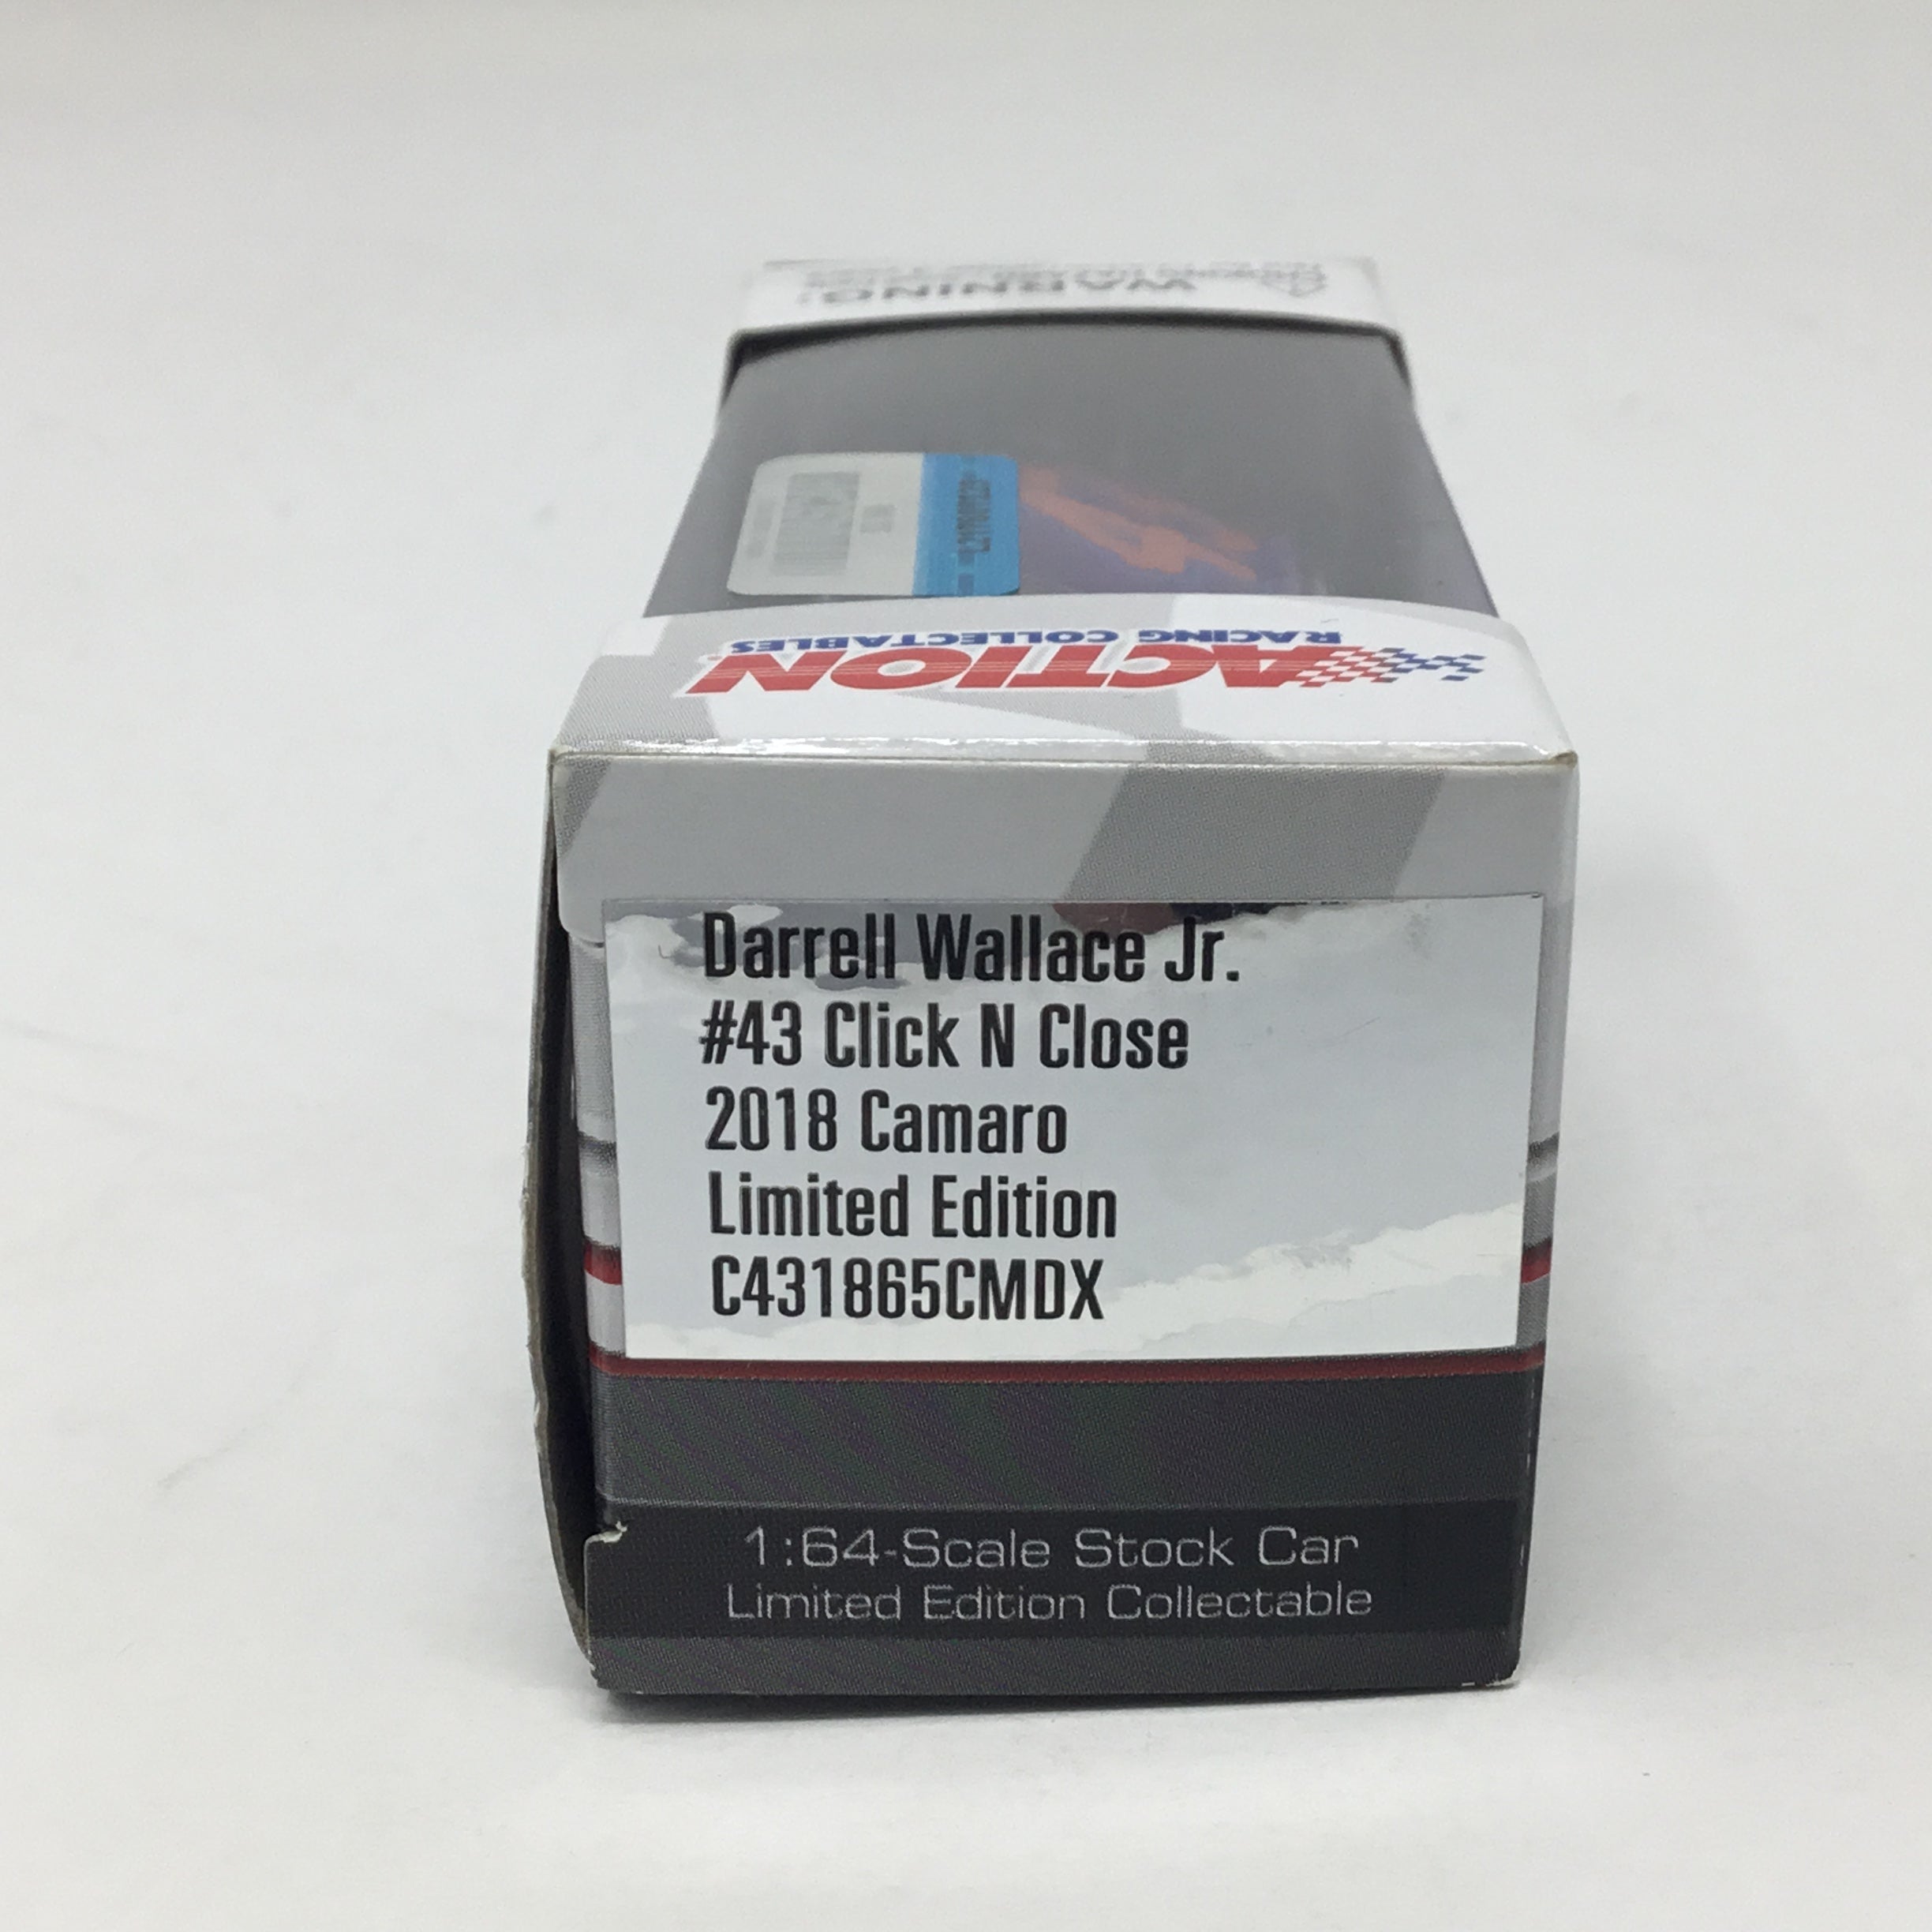 WARNING:
ACTION
RACING COLLECTABLES
Darrell Wallace Jr.
#43 Click N Close
2018 Camaro
Limited Edition
C431865CMDX
1:64-Scale Stock Car
Limited Edition Collectable